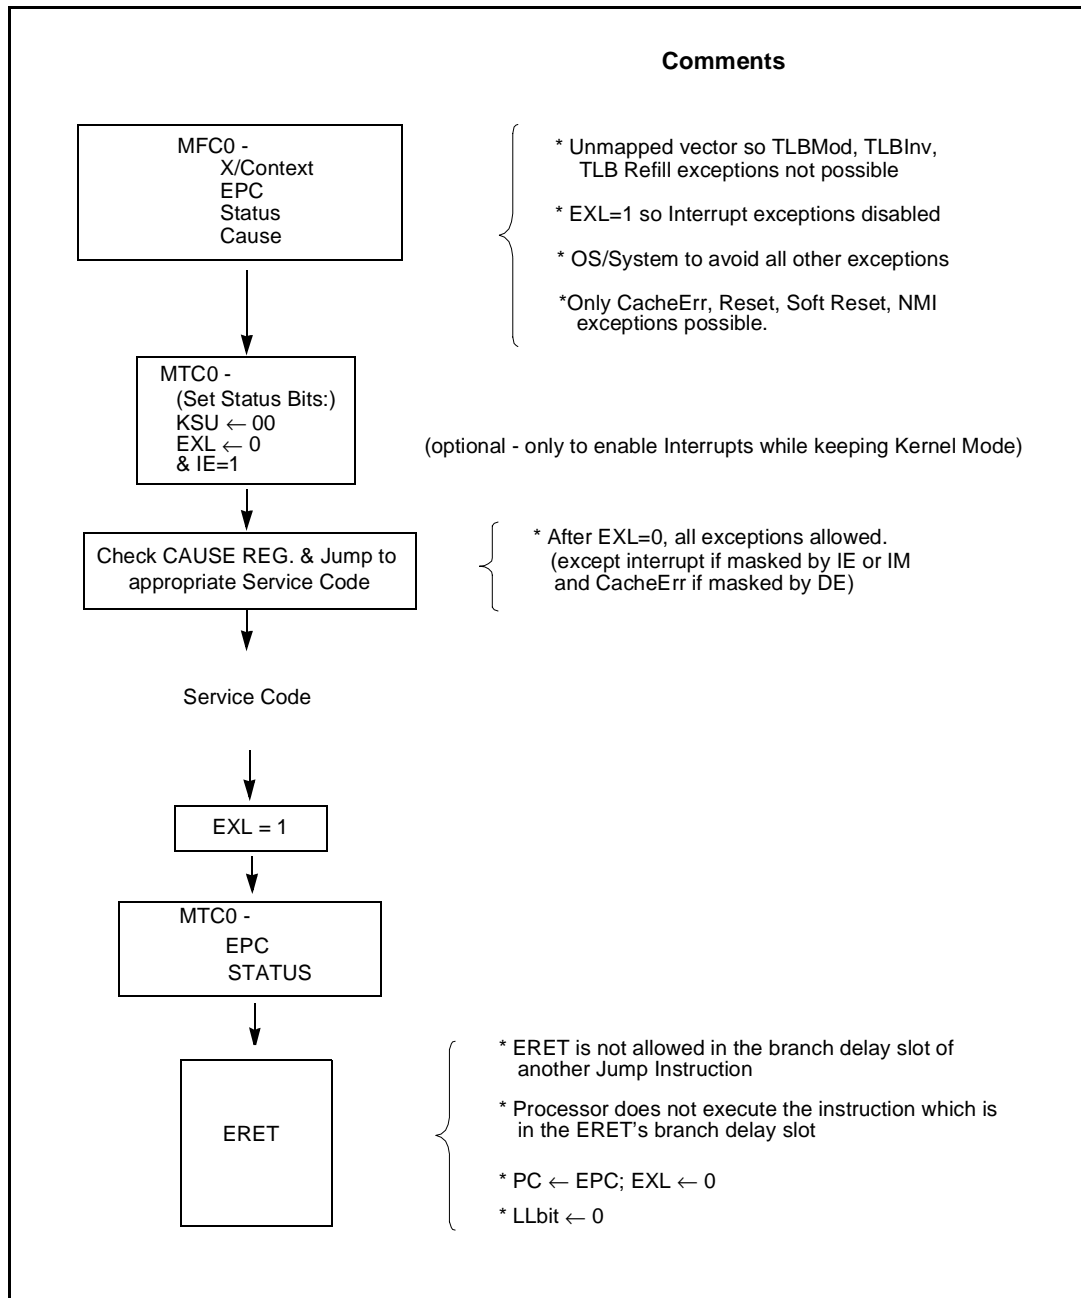 Comments
MFC0 -
X/Context
EPC
Status
Cause
* Unmapped vector so TLBMod, TLBInv,
TLB Refill exceptions not possible
* EXL=1 so Interrupt exceptions disabled
* OS/System to avoid all other exceptions
*Only CacheErr, Reset, Soft Reset, NMI
exceptions possible.
MTC0 -
(Set Status Bits:)
KSU ← 00
EXL ← 0
& IE=1
(optional - only to enable Interrupts while keeping Kernel Mode)
Check CAUSE REG. & Jump to
appropriate Service Code
* After EXL=0, all exceptions allowed.
(except interrupt if masked by IE or IM
and CacheErr if masked by DE)
Service Code
EXL = 1
MTC0 -
EPC
STATUS
ERET
* ERET is not allowed in the branch delay slot of
another Jump Instruction
* Processor does not execute the instruction which is
in the ERET's branch delay slot
* PC ← EPC; EXL ← 0
* LLbit ← 0